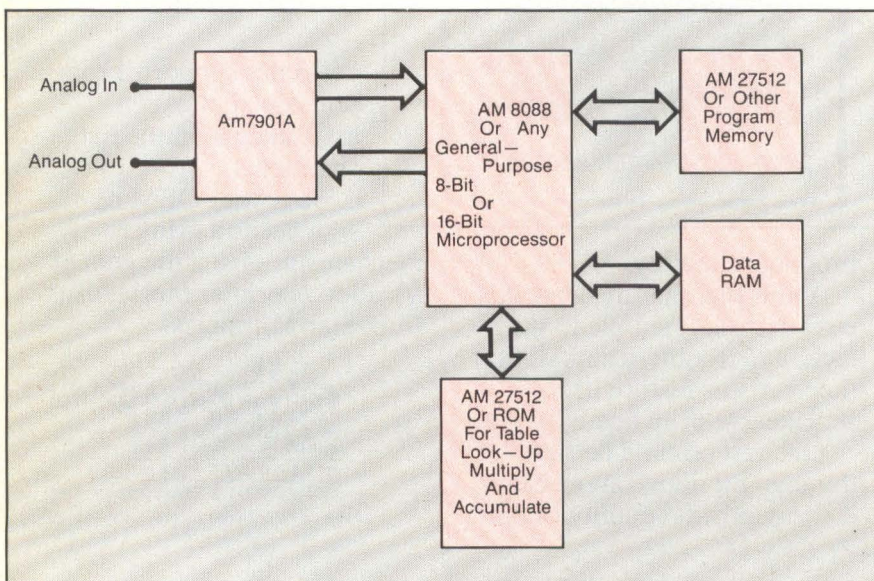 Analog In
Analog Out
Am7901A
AM 8088
Or Any
General—
Purpose
8-Bit
Or
16-Bit
Microprocessor
AM 27512
Or Other
Program
Memory
Data
RAM
AM 27512
Or ROM
For Table
Look—Up
Multiply
And
Accumulate